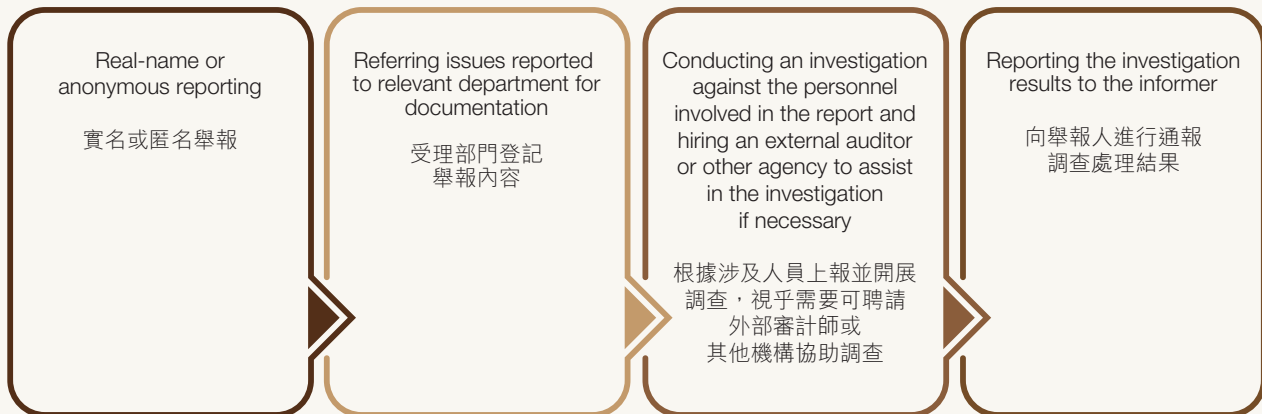 Real-name or
anonymous reporting
實名或匿名舉報
Referring issues reported
to relevant department for
documentation
受理部門登記
舉報內容
Conducting an investigation
against the personnel
involved in the report and
hiring an external auditor
or other agency to assist
in the investigation
if necessary
根據涉及人員上報並開展
調查，視乎需要可聘請
外部審計師或
其他機構協助調查
Reporting the investigation
results to the informer
向舉報人進行通報
調查處理結果